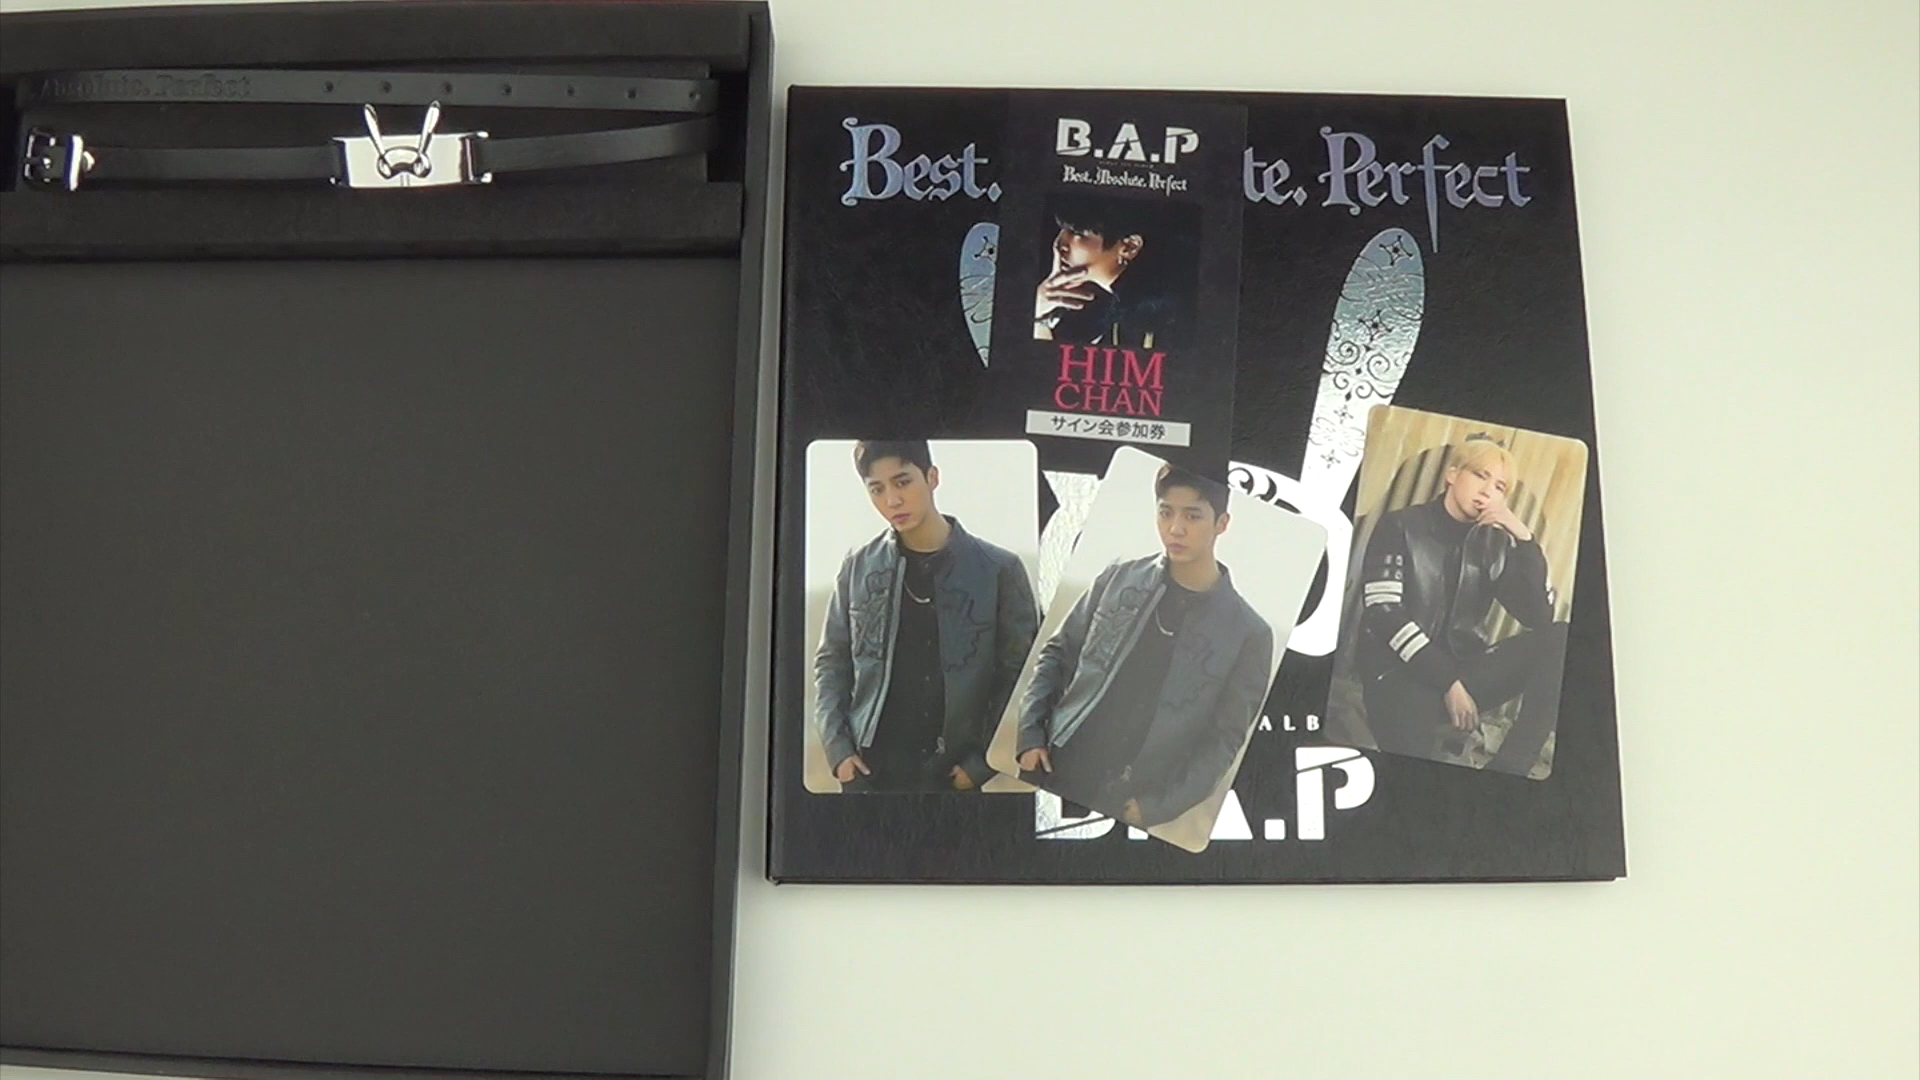 Absolute. Perfect
Best. te. Perfect
B.A.P
Best. Absolute. Perfect
HIM
CHAN
サイン会参加券
ALB
B.A.P